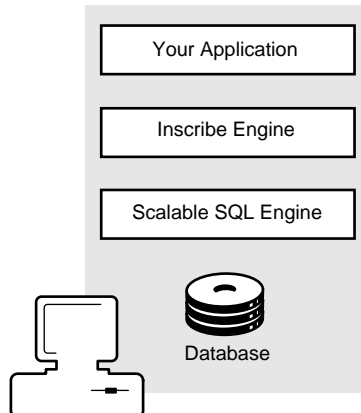 Your Application
Inscribe Engine
Scalable SQL Engine
Database